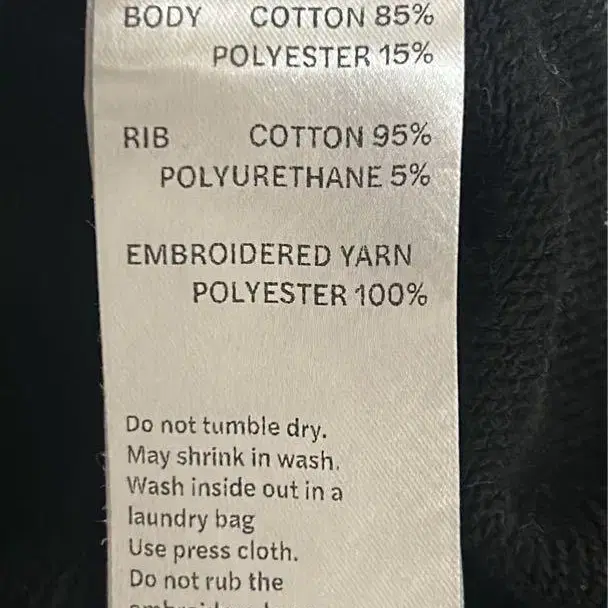 BODY COTTON 85%
POLYESTER 15%
RIB COTTON 95%
POLYURETHANE 5%
EMBROIDERED YARN
POLYESTER 100%
Do not tumble dry.
May shrink in wash.
Wash inside out in a
laundry bag
Use press cloth.
Do not rub the